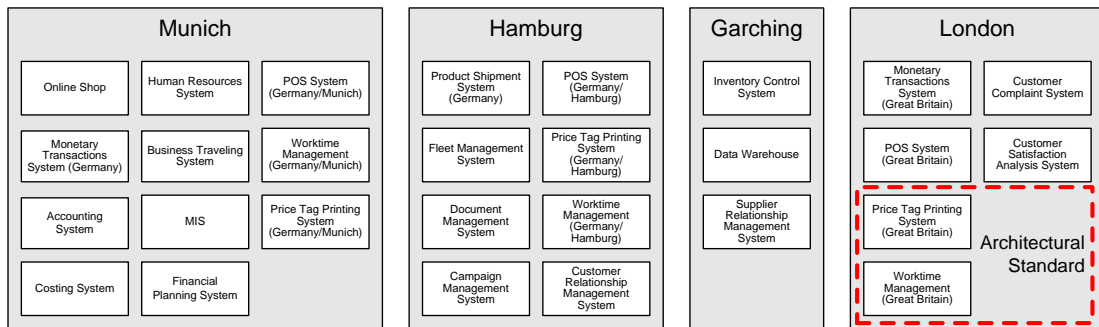 Munich
Online Shop
Human Resources
System
POS System
(Germany/Munich)
Monetary
Transactions
System (Germany)
Business Traveling
System
Worktime
Management
(Germany/Munich)
Accounting
System
MIS
Price Tag Printing
System
(Germany/Munich)
Costing System
Financial
Planning System
Hamburg
Product Shipment
System
(Germany)
POS System
(Germany/
Hamburg)
Fleet Management
System
Price Tag Printing
System
(Germany/
Hamburg)
Document
Management
System
Worktime
Management
(Germany/
Hamburg)
Campaign
Management
System
Customer
Relationship
Management
System
Garching
Inventory Control
System
Data Warehouse
Supplier
Relationship
Management
System
London
Monetary
Transactions
System
(Great Britain)
Customer
Complaint System
POS System
(Great Britain)
Customer
Satisfaction
Analysis System
Price Tag Printing
System
(Great Britain)
Worktime
Management
(Great Britain)
Architectural
Standard